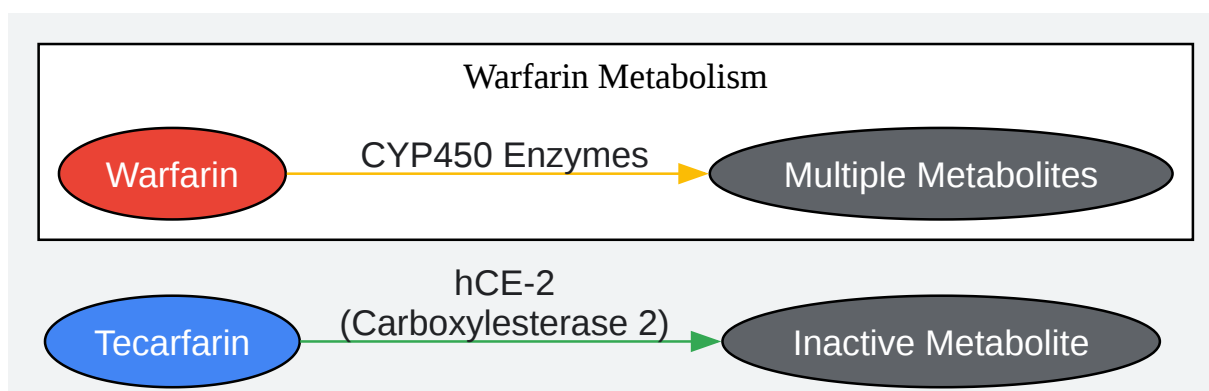 Warfarin Metabolism
Warfarin
CYP450 Enzymes
Multiple Metabolites
hCE-2
(Carboxylesterase 2)
Tecarfarin
Inactive Metabolite